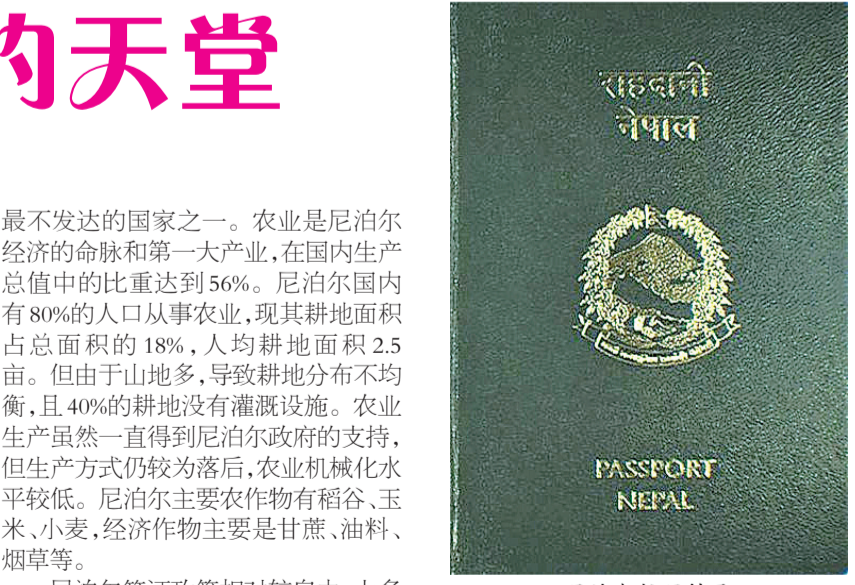 的天堂
最不发达的国家之一。农业是尼泊尔
经济的命脉和第一大产业,在国内生产
总值中的比重达到56%。尼泊尔国内
有80%的人口从事农业,现其耕地面积
占总面积的18%,人均耕地面积2.5
亩。但由于山地多,导致耕地分布不均
衡,且40%的耕地没有灌溉设施。农业
生产虽然一直得到尼泊尔政府的支持,
但生产方式仍较为落后,农业机械化水
平较低。尼泊尔主要农作物有稻谷、玉
米、小麦,经济作物主要是甘蔗、油料、
烟草等。
राहदानी
नेपाल
PASSPORT
NEPAL